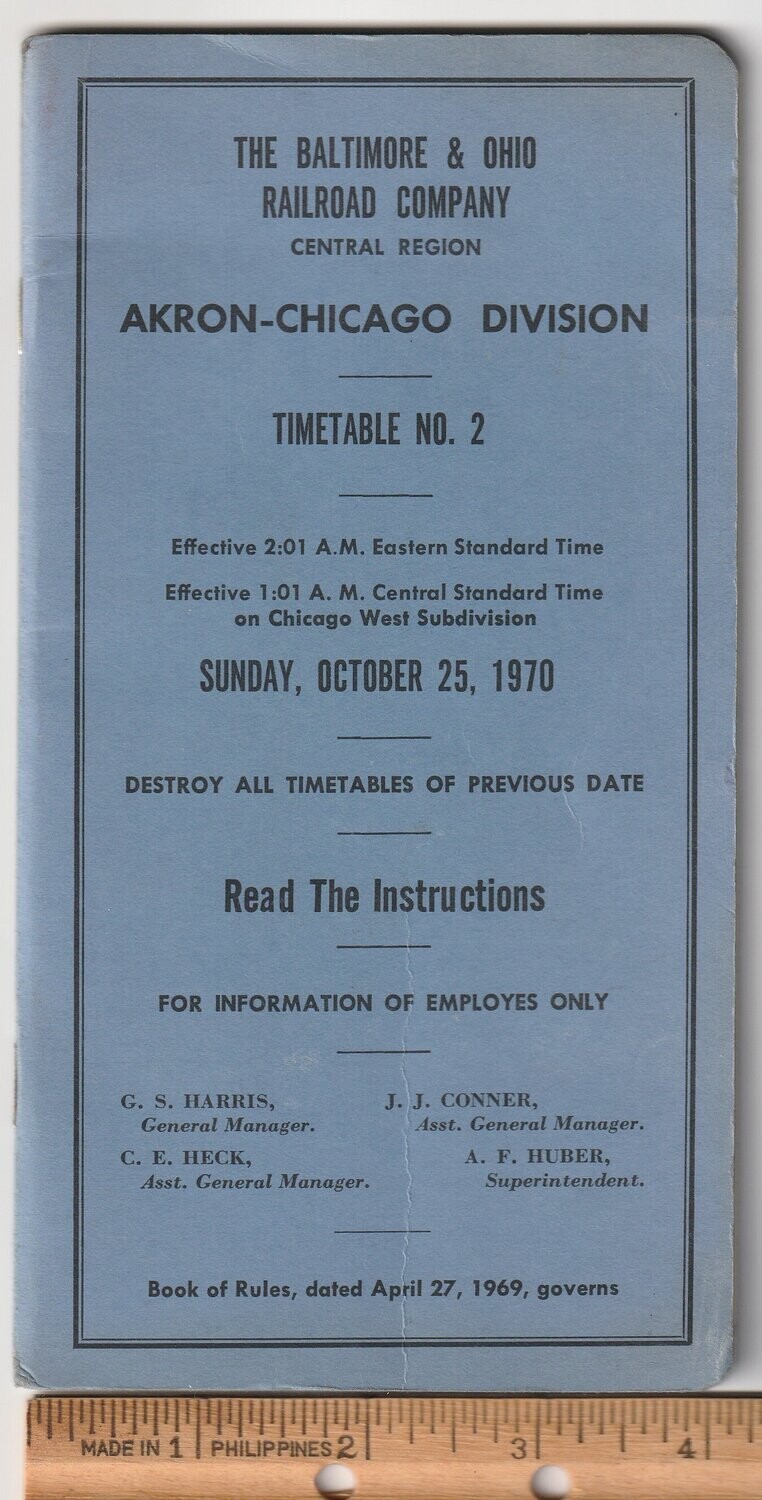 THE BALTIMORE & OHIO
RAILROAD COMPANY
CENTRAL REGION
AKRON-CHICAGO DIVISION
TIMETABLE NO. 2
Effective 2:01 A.M. Eastern Standard Time
Effective 1:01 A. M. Central Standard Time
on Chicago West Subdivision
SUNDAY, OCTOBER 25, 1970
DESTROY ALL TIMETABLES OF PREVIOUS DATE
Read The Instructions
FOR INFORMATION OF EMPLOYES ONLY
G. S. HARRIS,
General Manager.
J. J. CONNER,
Asst. General Manager.
C. E. HECK,
Asst. General Manager.
A. F. HUBER,
Superintendent.
Book of Rules, dated April 27, 1969, governs
MADE IN 1 PHILIPPINES 2 3 4